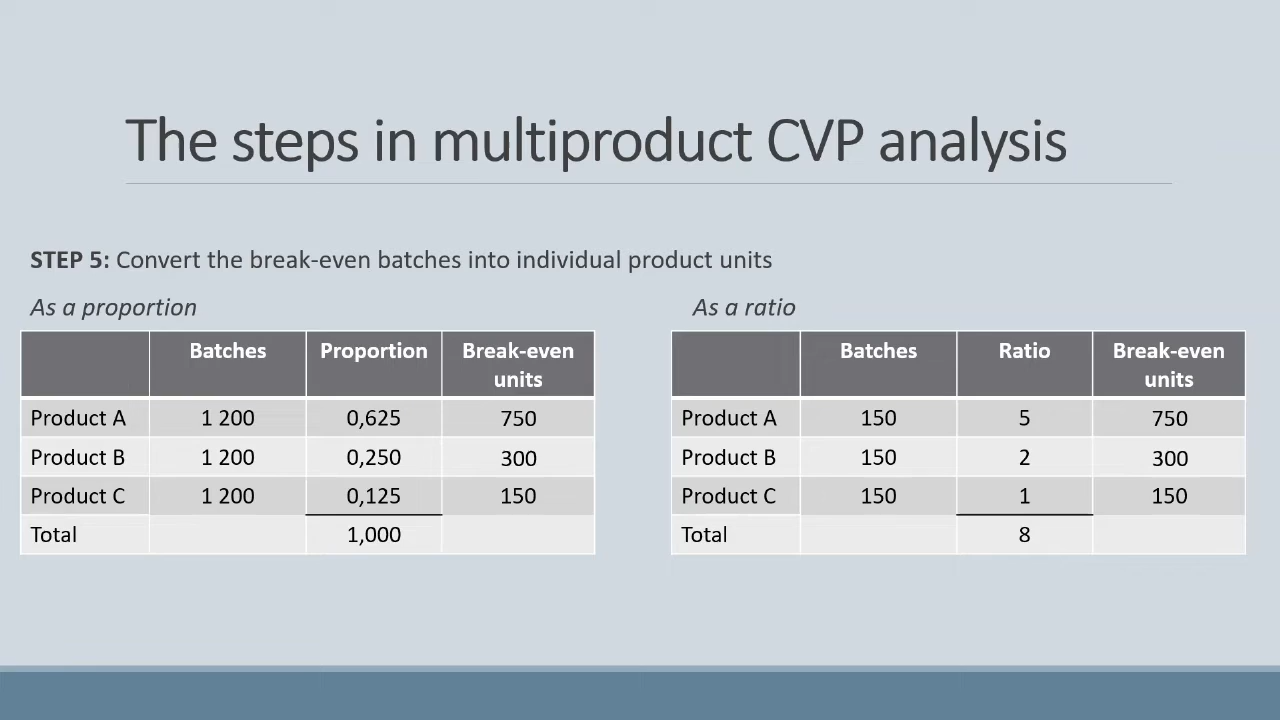 The steps in multiproduct CVP analysis
STEP 5: Convert the break-even batches into individual product units
As a proportion
Batches Proportion Break-even units
Product A 1 200 0,625 750
Product B 1 200 0,250 300
Product C 1 200 0,125 150
Total 1,000
As a ratio
Batches Ratio Break-even units
Product A 150 5 750
Product B 150 2 300
Product C 150 1 150
Total 8